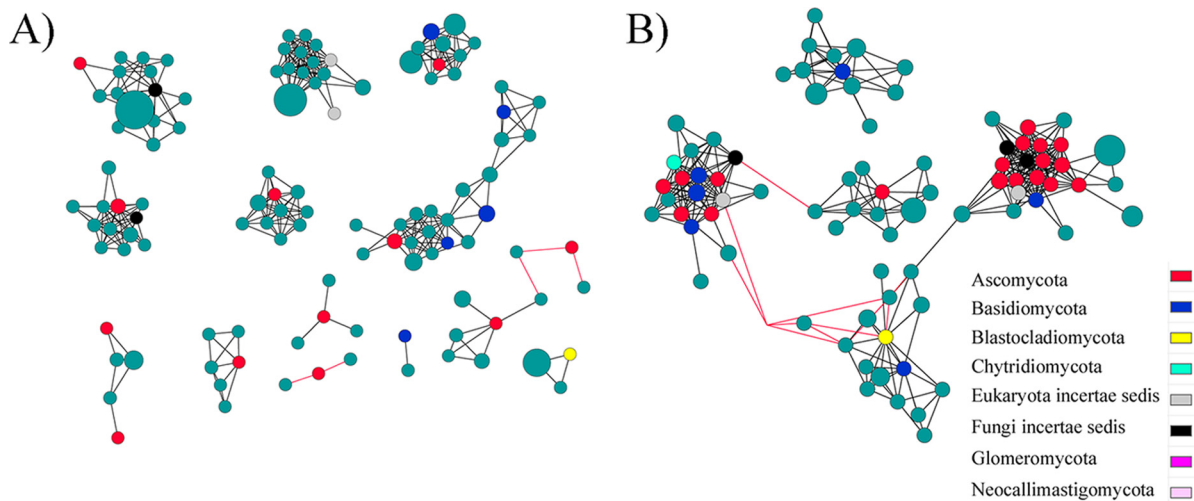 A)
B)
Ascomycota
Basidiomycota
Blastocladiomycota
Chytridiomycota
Eukaryota incertae sedis
Fungi incertae sedis
Glomeromycota
Neocallimastigomycota